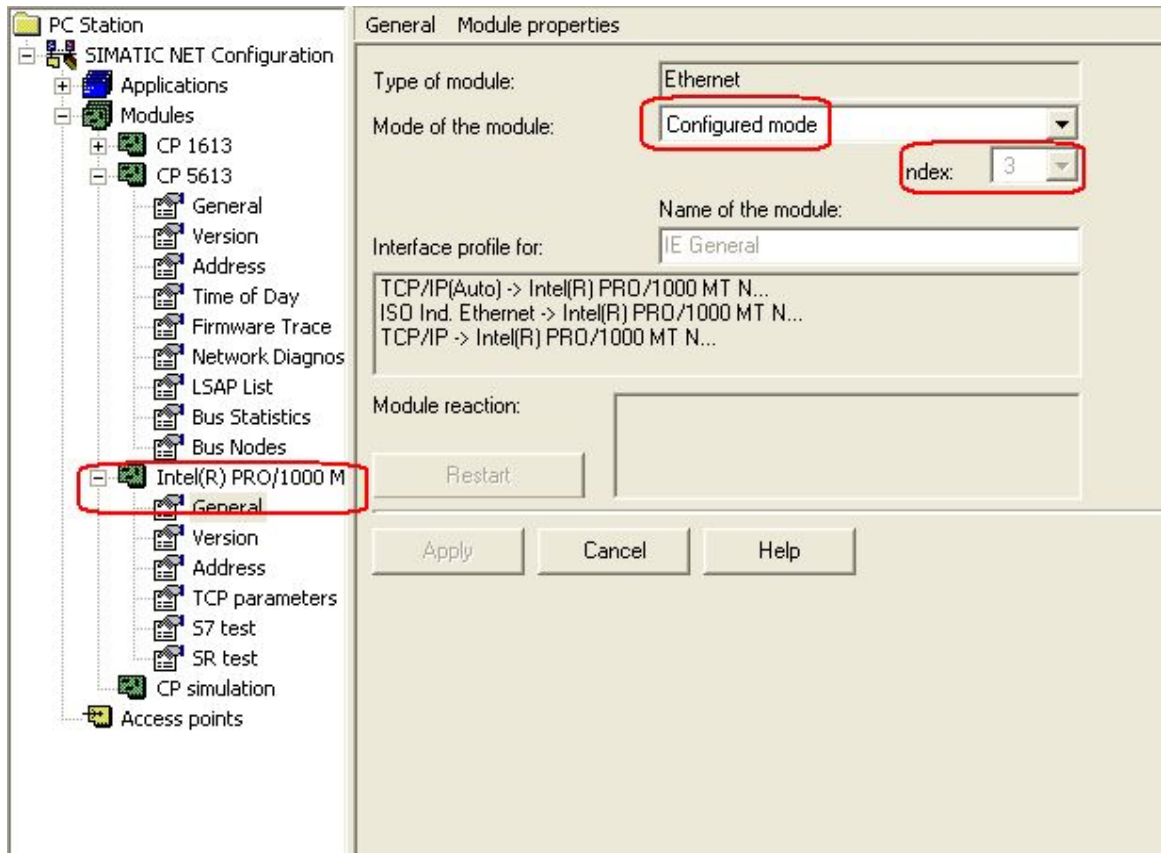 PC Station
SIMATIC NET Configuration
Applications
Modules
CP 1613
CP 5613
General
Version
Address
Time of Day
Firmware Trace
Network Diagnos
LSAP List
Bus Statistics
Bus Nodes
Intel(R) PRO/1000 M
General
Version
Address
TCP parameters
S7 test
SR test
CP simulation
Access points
General Module properties
Type of module: Ethernet
Mode of the module: Configured mode
ndex: 3
Name of the module:
Interface profile for: IE General
TCP/IP(Auto) -> Intel(R) PRO/1000 MT N...
ISO Ind. Ethernet -> Intel(R) PRO/1000 MT N...
TCP/IP -> Intel(R) PRO/1000 MT N...
Module reaction:
Restart
Apply Cancel Help